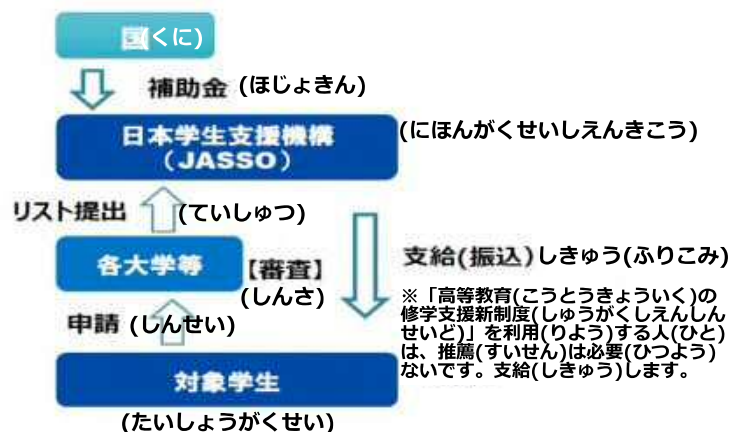 国(くに)
補助金 (ほじょきん)
日本学生支援機構
(JASSO)
(にほんがくせいしえんきこう)
リスト提出 (ていしゅつ)
各大学等
【審査】
(しんさ)
支給(振込)しきゅう(ふりこみ)
※「高等教育(こうとうきょういく)の
修学支援新制度(しゅうがくしえんしん
せいど)」を利用(りよう)する人(ひと)
は、推薦(すいせん)は必要(ひつよう)
ないです。支給(しきゅう)します。
申請 (しんせい)
対象学生
(たいしょうがくせい)